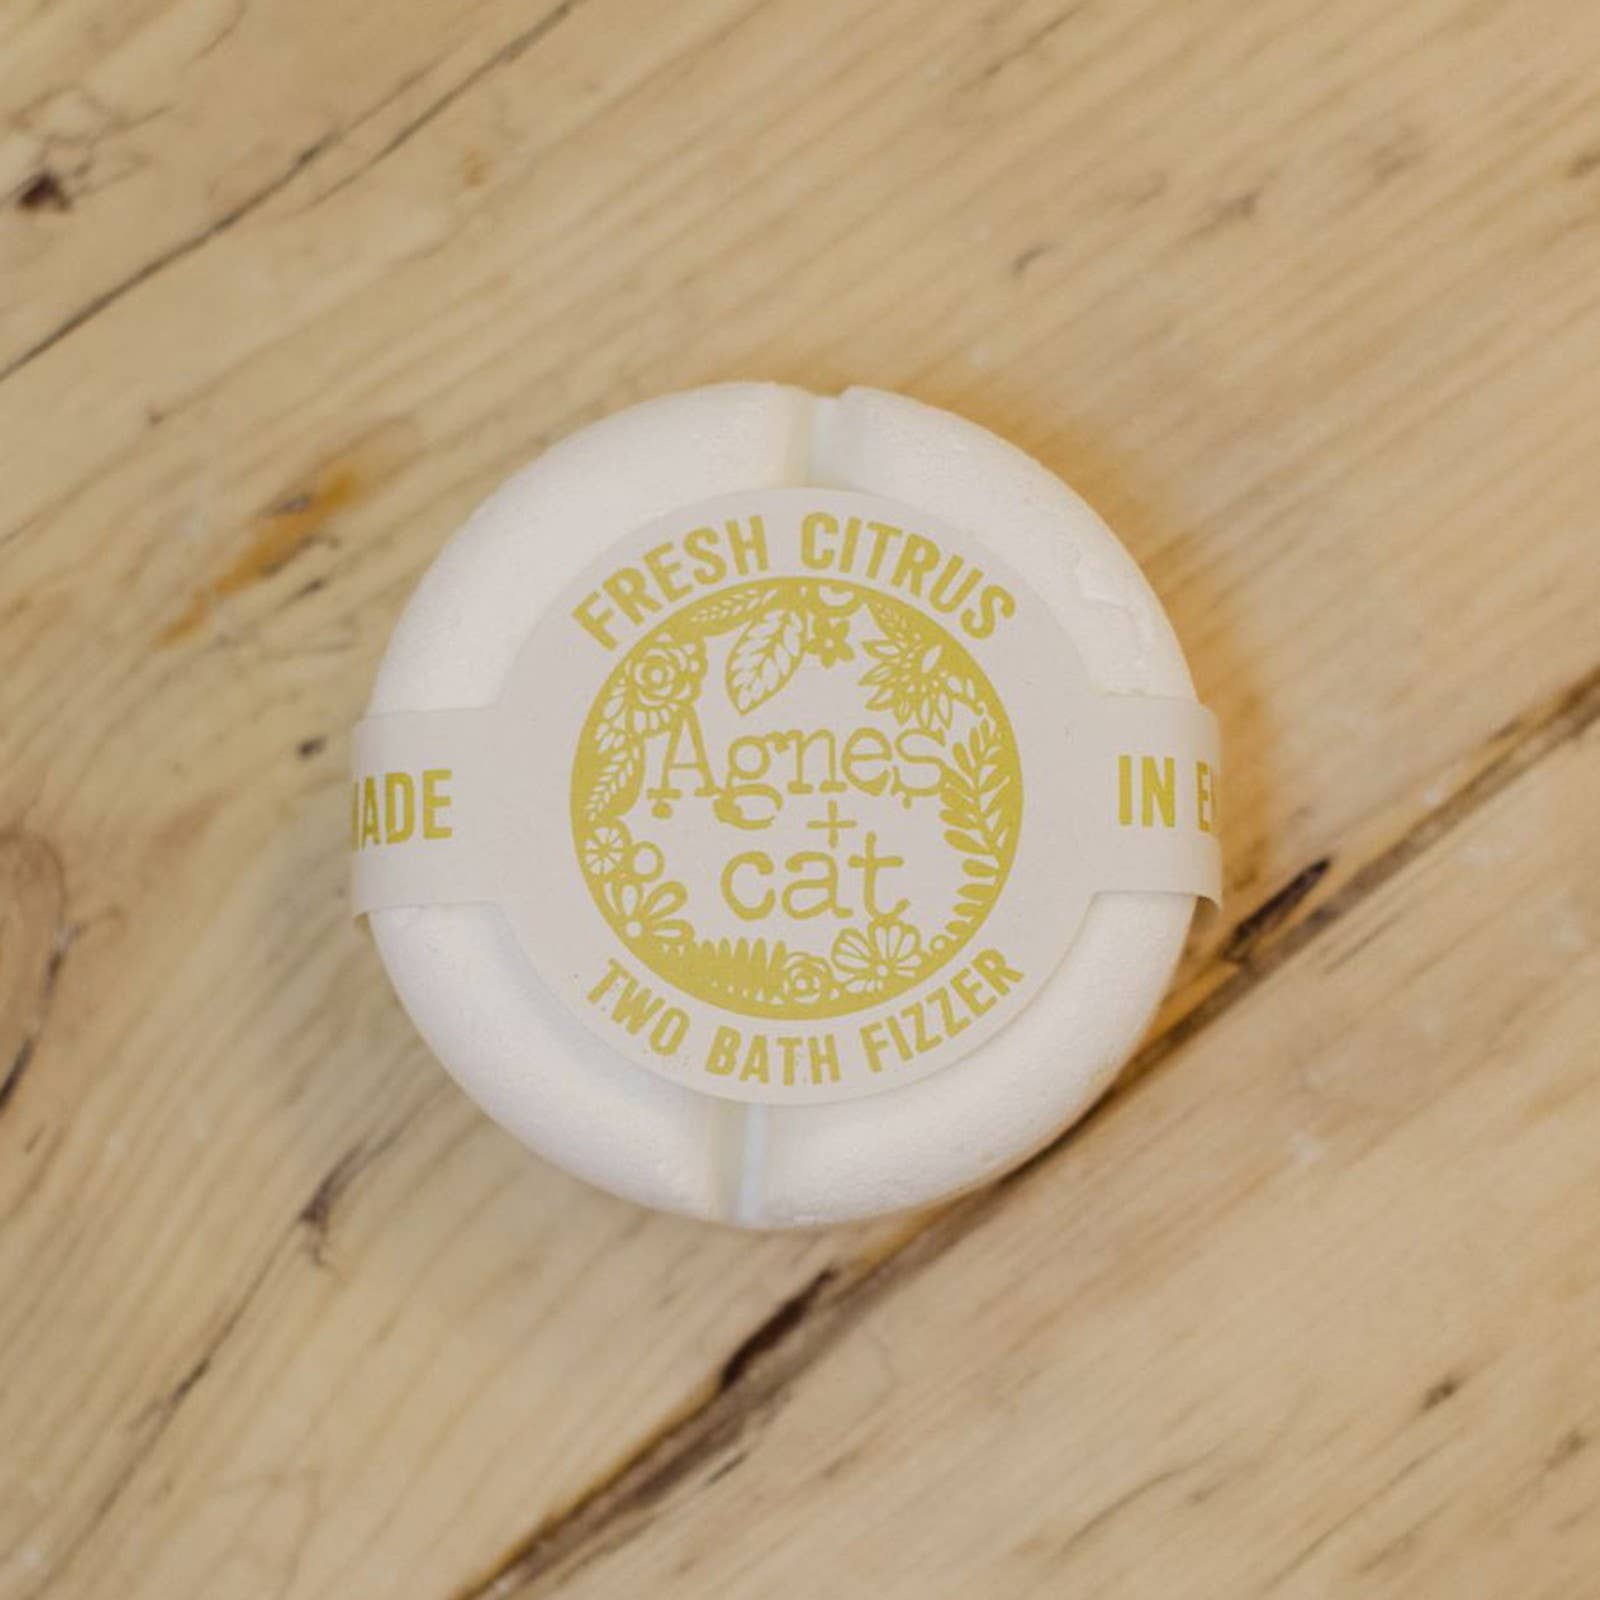 FRESH CITRUS
Agnes
+
cat
TWO BATH FIZZER
MADE
IN